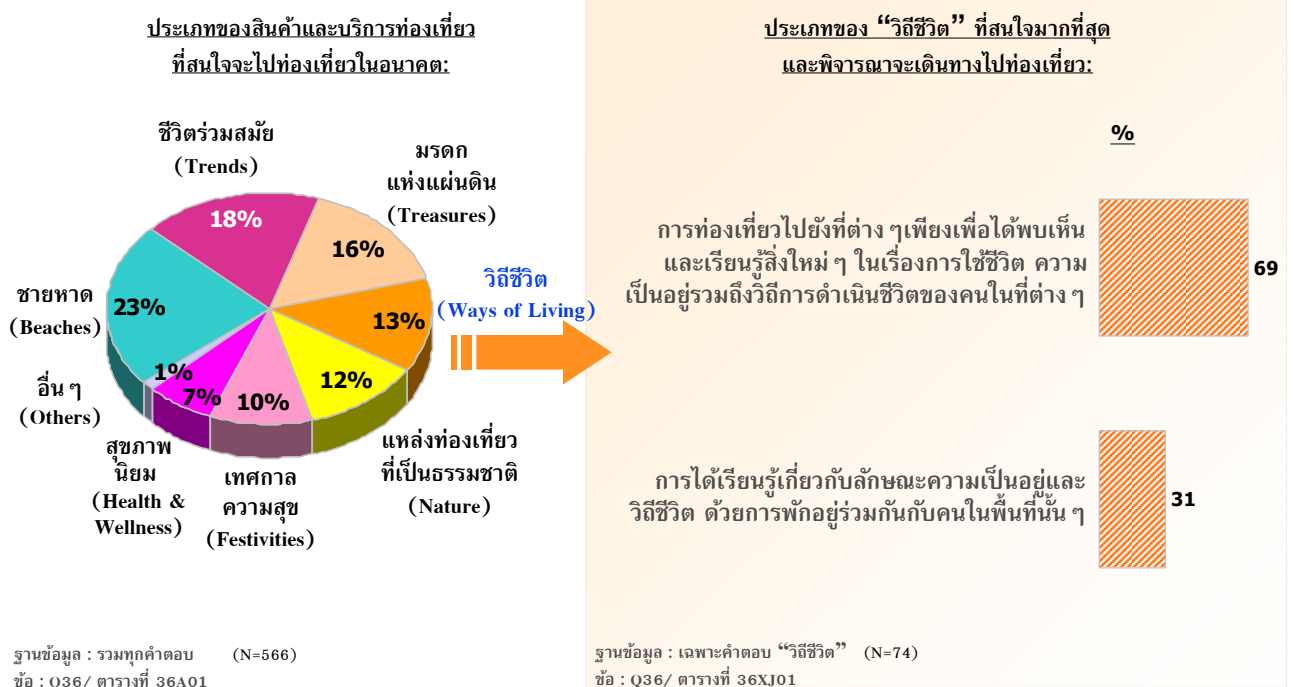 ประเภทของสินค้าและบริการท่องเที่ยว
ที่สนใจจะไปท่องเที่ยวในอนาคต:
ชีวิตร่วมสมัย
(Trends)
มรดก
แห่งแผ่นดิน
(Treasures)
18%
16%
วิถีชีวิต
(Ways of Living)
ชายหาด
(Beaches)
23%
13%
1%
7%
10%
12%
อื่น ๆ
(Others)
สุขภาพ
นิยม
(Health &
Wellness)
เทศกาล
ความสุข
(Festivities)
แหล่งท่องเที่ยว
ที่เป็นธรรมชาติ
(Nature)
ฐานข้อมูล : รวมทุกคำตอบ (N=566)
ข้อ : Q36/ ตารางที่ 36A01
ประเภทของ “วิถีชีวิต” ที่สนใจมากที่สุด
และพิจารณาจะเดินทางไปท่องเที่ยว:
%
การท่องเที่ยวไปยังที่ต่าง ๆเพียงเพื่อได้พบเห็น
และเรียนรู้สิ่งใหม่ ๆ ในเรื่องการใช้ชีวิต ความ
เป็นอยู่รวมถึงวิถีการดำเนินชีวิตของคนในที่ต่าง ๆ
69
การได้เรียนรู้เกี่ยวกับลักษณะความเป็นอยู่และ
วิถีชีวิต ด้วยการพักอยู่ร่วมกันกับคนในพื้นที่นั้น ๆ
31
ฐานข้อมูล : เฉพาะคำตอบ “วิถีชีวิต” (N=74)
ข้อ : Q36/ ตารางที่ 36XJ01